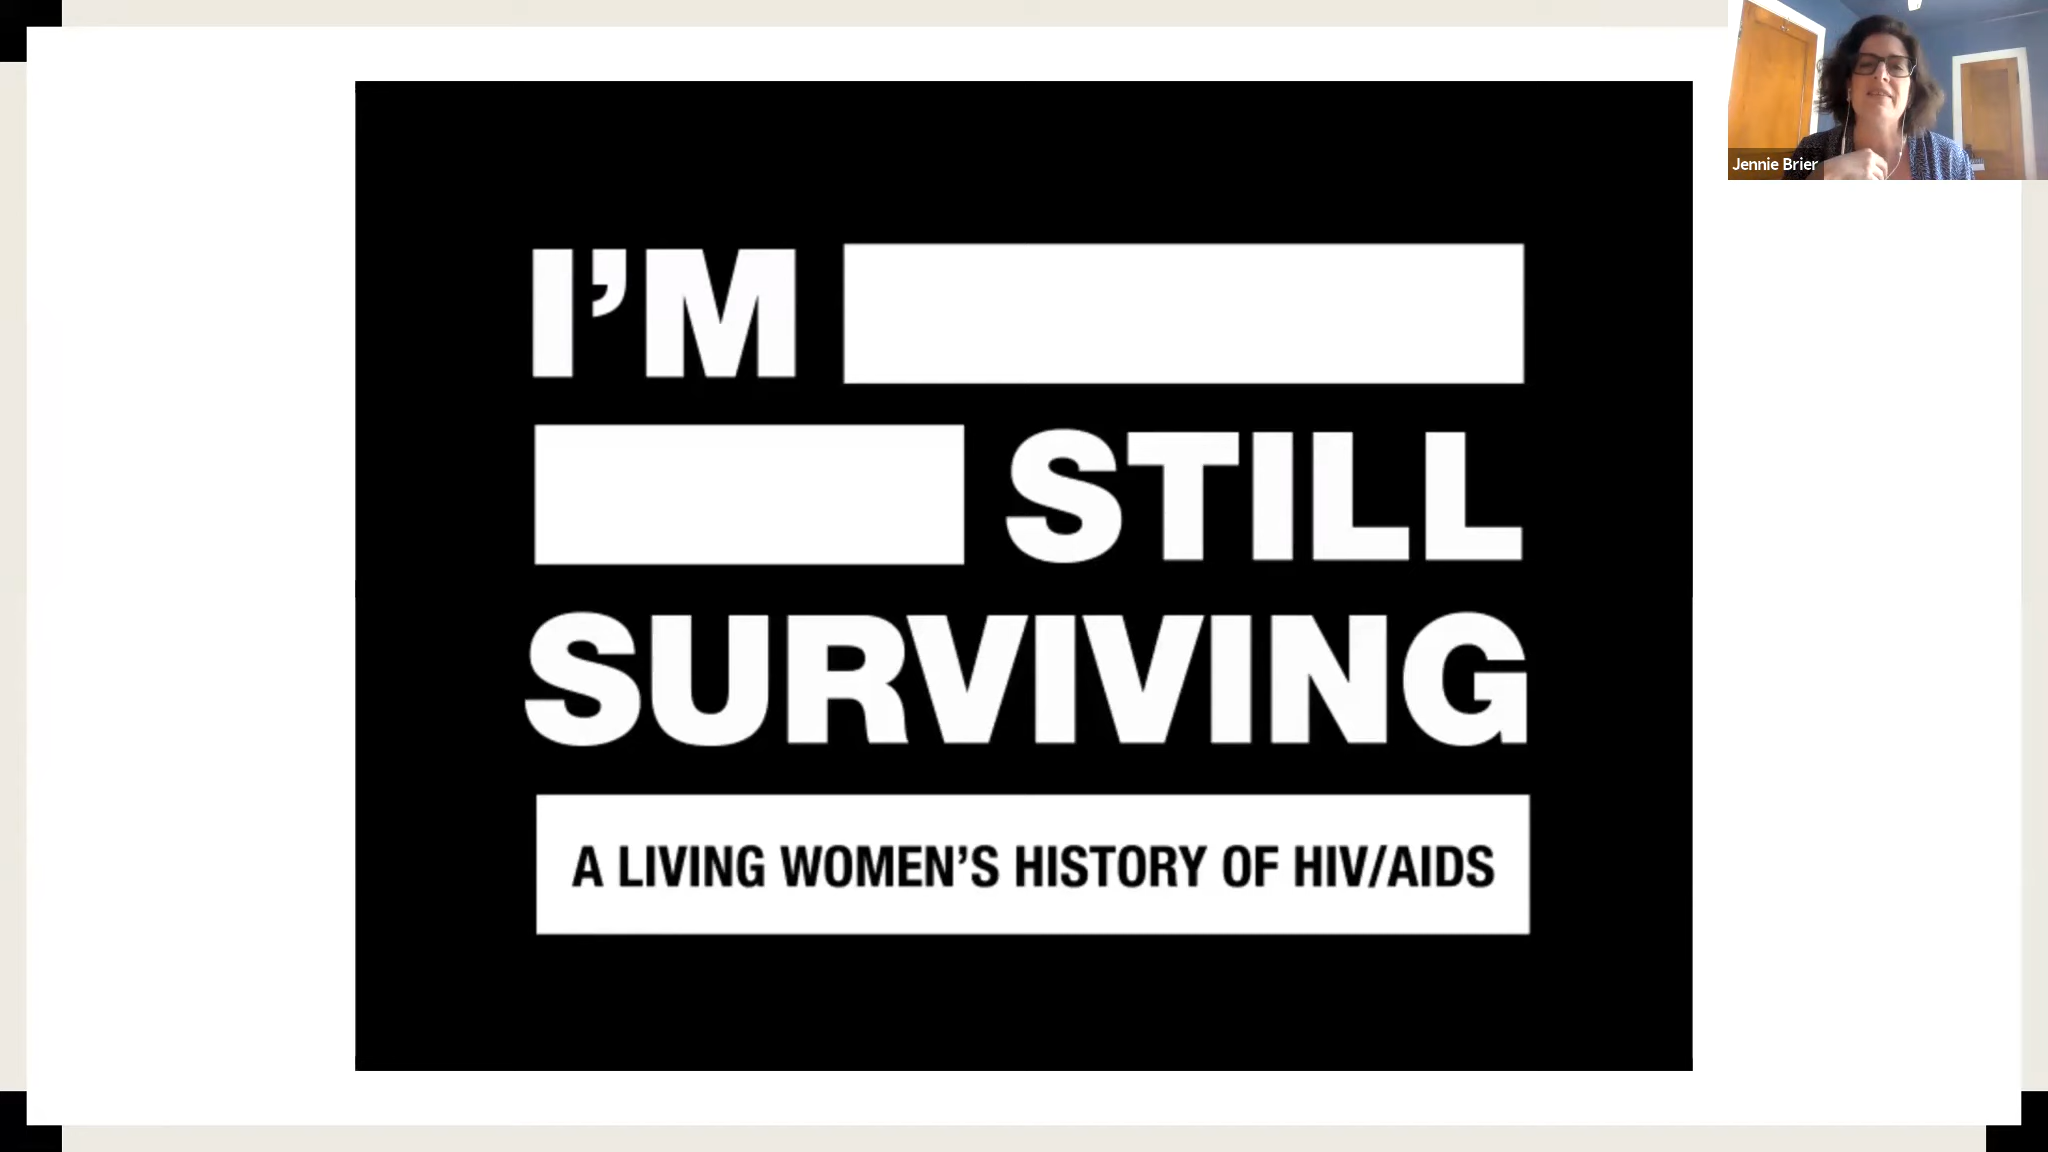 I’M
STILL
SURVIVING
A LIVING WOMEN’S HISTORY OF HIV/AIDS
Jennie Brier